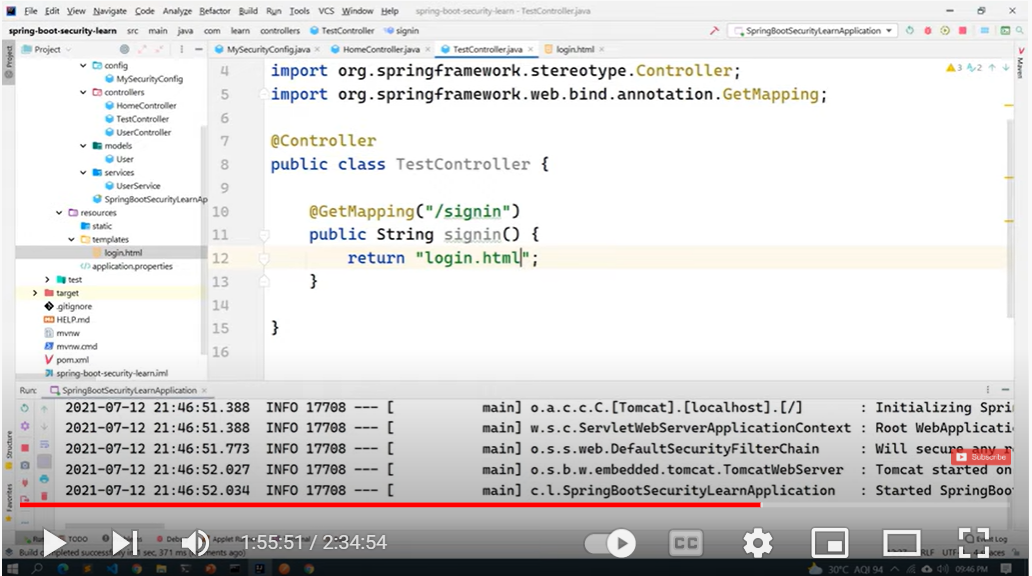 File Edit View Navigate Code Analyze Refactor Build Run Tools VCS Window Help spring-boot-security-learn - TestController.java
spring-boot-security-learn src main java com learn controllers TestController signin SpringBootSecurityLearnApplication
Project MySecurityConfig.java HomeController.java TestController.java login.html
Project
Maven
config
MySecurityConfig
controllers
HomeController
TestController
UserController
models
User
services
UserService
SpringBootSecurityLearnAp
resources
static
templates
login.html
application.properties
test
target
.gitignore
HELP.md
mvnw
mvnw.cmd
pom.xml
spring-boot-security-learn.iml
3 2
4 import org.springframework.stereotype.Controller;
5 import org.springframework.web.bind.annotation.GetMapping;
6
7 @Controller
8 public class TestController {
9
10 @GetMapping("/signin")
11 public String signin() {
12 return "login.html";
13 }
14
15 }
16
Run: SpringBootSecurityLearnApplication
2021-07-12 21:46:51.388 INFO 17708 --- [ main] o.a.c.c.C.[Tomcat].[localhost].[/] : Initializing Spri
2021-07-12 21:46:51.388 INFO 17708 --- [ main] w.s.c.ServletWebServerApplicationContext : Root WebApplicati
2021-07-12 21:46:51.773 INFO 17708 --- [ main] o.s.s.web.DefaultSecurityFilterChain : Will secure any r
2021-07-12 21:46:52.027 INFO 17708 --- [ main] o.s.b.w.embedded.tomcat.TomcatWebServer : Tomcat started on
2021-07-12 21:46:52.034 INFO 17708 --- [ main] c.l.SpringBootSecurityLearnApplication : Started SpringBoo
Structure
Favorites
Subscribe
TODO
Event Log
1:55:51 / 2:34:54
CC
30°C AQI 94 09:46 PM